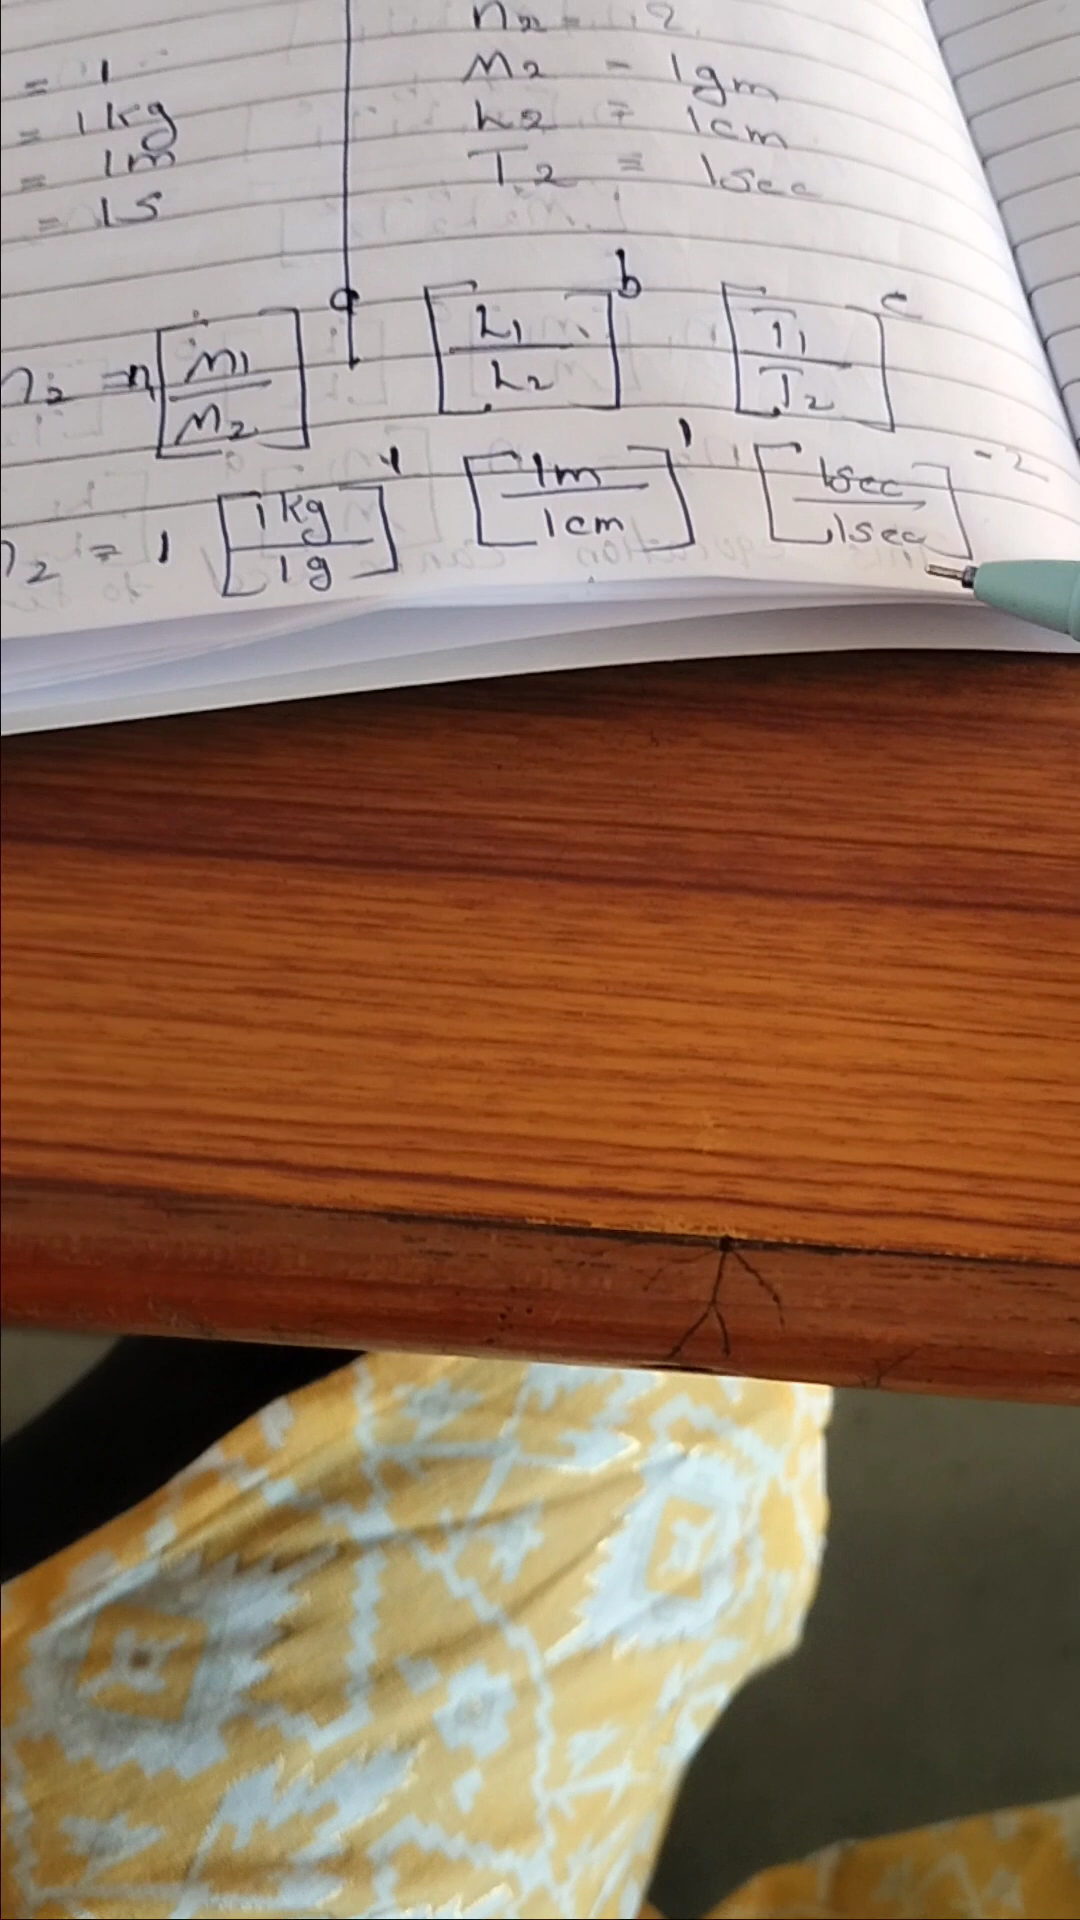 n₂ = ?
= 1
M₂ = 1gm
= 1kg
L₂ = 1cm
= 1m
T₂ = 1sec
= 1s
n₂ = n₁ [M₁/M₂]ᵃ [L₁/L₂]ᵇ [T₁/T₂]ᶜ
n₂ = 1 [1kg/1g]¹ [1m/1cm]¹ [1sec/1sec]⁻²